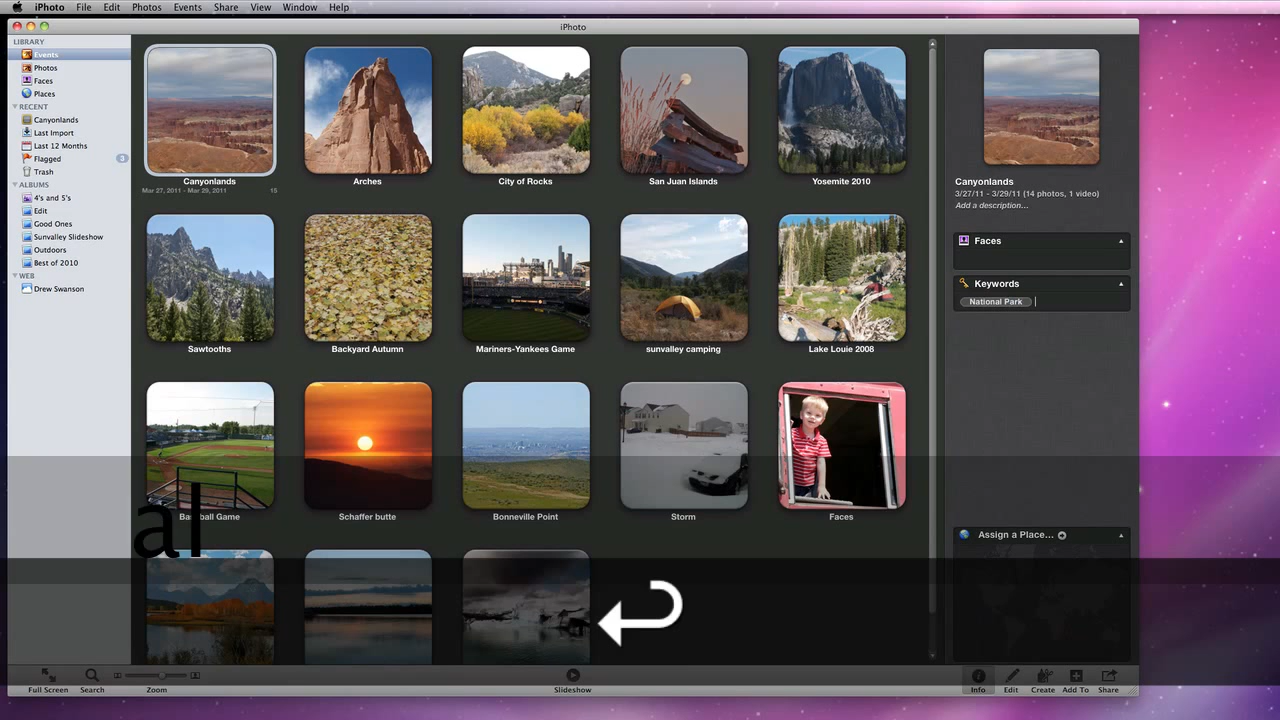 iPhoto File Edit Photos Events Share View Window Help
iPhoto
LIBRARY
Events
Photos
Faces
Places
RECENT
Canyonlands
Last Import
Last 12 Months
Flagged 3
Trash
ALBUMS
4's and 5's
Edit
Good Ones
Sunvalley Slideshow
Outdoors
Best of 2010
WEB
Drew Swanson
Canyonlands Arches City of Rocks San Juan Islands Yosemite 2010
Mar 27, 2011 - Mar 29, 2011 15
Sawtooths Backyard Autumn Mariners-Yankees Game sunvalley camping Lake Louie 2008
Baseball Game Schaffer butte Bonneville Point Storm Faces
al
Canyonlands
3/27/11 - 3/29/11 (14 photos, 1 video)
Add a description...
Faces
Keywords
National Park
Assign a Place...
Full Screen Search Zoom Slideshow Info Edit Create Add To Share